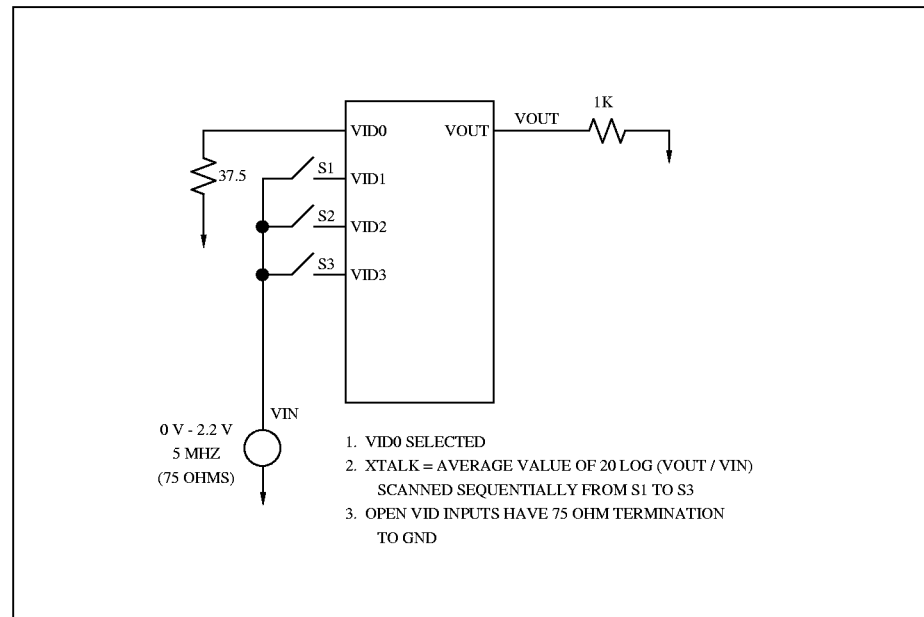 1K
VOUT
VID0
VOUT
37.5
S1
VID1
S2
VID2
S3
VID3
VIN
0 V - 2.2 V
5 MHZ
(75 OHMS)
1. VID0 SELECTED
2. XTALK = AVERAGE VALUE OF 20 LOG (VOUT / VIN)
SCANNED SEQUENTIALLY FROM S1 TO S3
3. OPEN VID INPUTS HAVE 75 OHM TERMINATION
TO GND